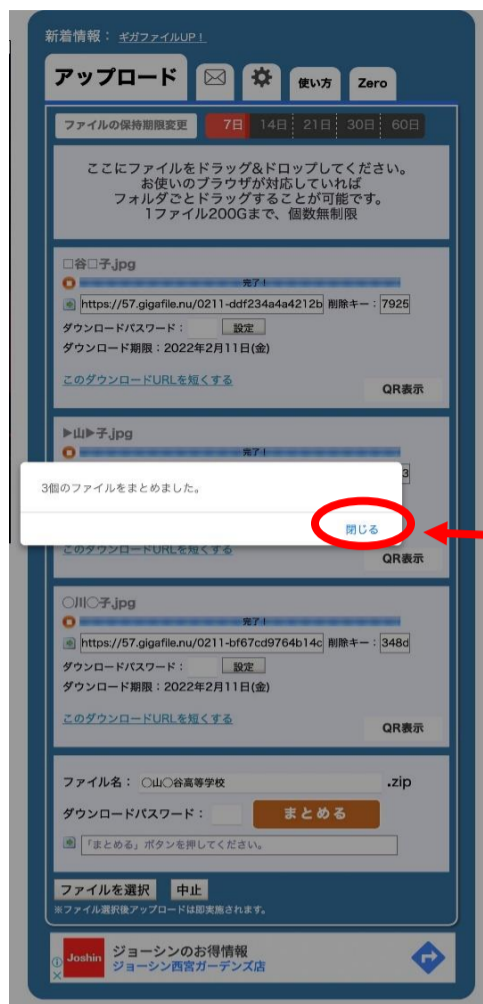 新着情報： ギガファイルUP！
アップロード
使い方
Zero
ファイルの保持期限変更
7日 14日 21日 30日 60日
ここにファイルをドラッグ&ドロップしてください。
お使いのブラウザが対応していれば
フォルダごとドラッグすることが可能です。
1ファイル200Gまで、個数無制限
□谷□子.jpg
完了！
https://57.gigafile.nu/0211-ddf234a4a4212b 削除キー：7925
ダウンロードパスワード： 設定
ダウンロード期限：2022年2月11日(金)
このダウンロードURLを短くする
QR表示
▶山▶子.jpg
完了！
3
3個のファイルをまとめました。
閉じる
このダウンロードURLを短くする
QR表示
○川○子.jpg
完了！
https://57.gigafile.nu/0211-bf67cd9764b14c 削除キー：348d
ダウンロードパスワード： 設定
ダウンロード期限：2022年2月11日(金)
このダウンロードURLを短くする
QR表示
ファイル名： ○山○谷高等学校 .zip
ダウンロードパスワード： まとめる
「まとめる」ボタンを押してください。
ファイルを選択 中止
※ファイル選択後アップロードは即実施されます。
Joshin
ジョーシンのお得情報
ジョーシン西宮ガーデンズ店